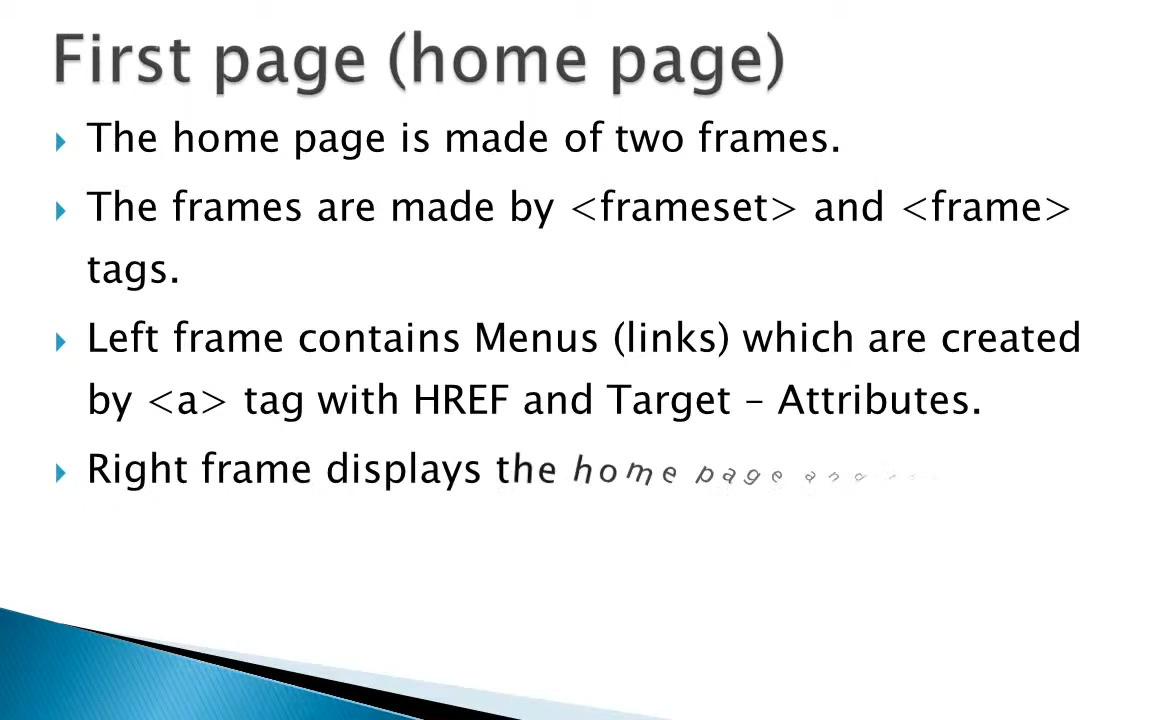 First page (home page)
The home page is made of two frames.
The frames are made by <frameset> and <frame>
tags.
Left frame contains Menus (links) which are created
by <a> tag with HREF and Target – Attributes.
Right frame displays the home page and